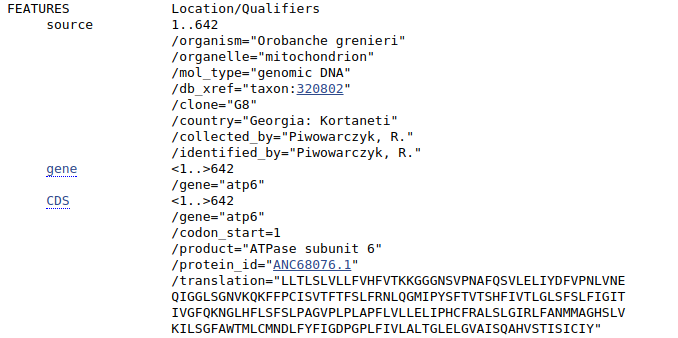 FEATURES Location/Qualifiers
source 1..642
/organism="Orobanche grenieri"
/organelle="mitochondrion"
/mol_type="genomic DNA"
/db_xref="taxon:320802"
/clone="G8"
/country="Georgia: Kortaneti"
/collected_by="Piwowarczyk, R."
/identified_by="Piwowarczyk, R."
gene <1..>642
/gene="atp6"
CDS <1..>642
/gene="atp6"
/codon_start=1
/product="ATPase subunit 6"
/protein_id="ANC68076.1"
/translation="LLTLSLVLLFVHFVTKKGGGNSVPNAFQSVLELIYDFVPNLVNE
QIGGLSGNVKQKFFPCISVTFTFSLFRNLQGMIPYSFTVTSHFIVTLGLSFSLFIGIT
IVGFQKNGLHFLSFSLPAGVPLPLAPFLVLLELIPHCFRALSLGIRLFANMMAGHSLV
KILSGFAWTMLCMNDLFYFIGDPGPLFIVLALTGLELGVAISQAHVSTISICIY"